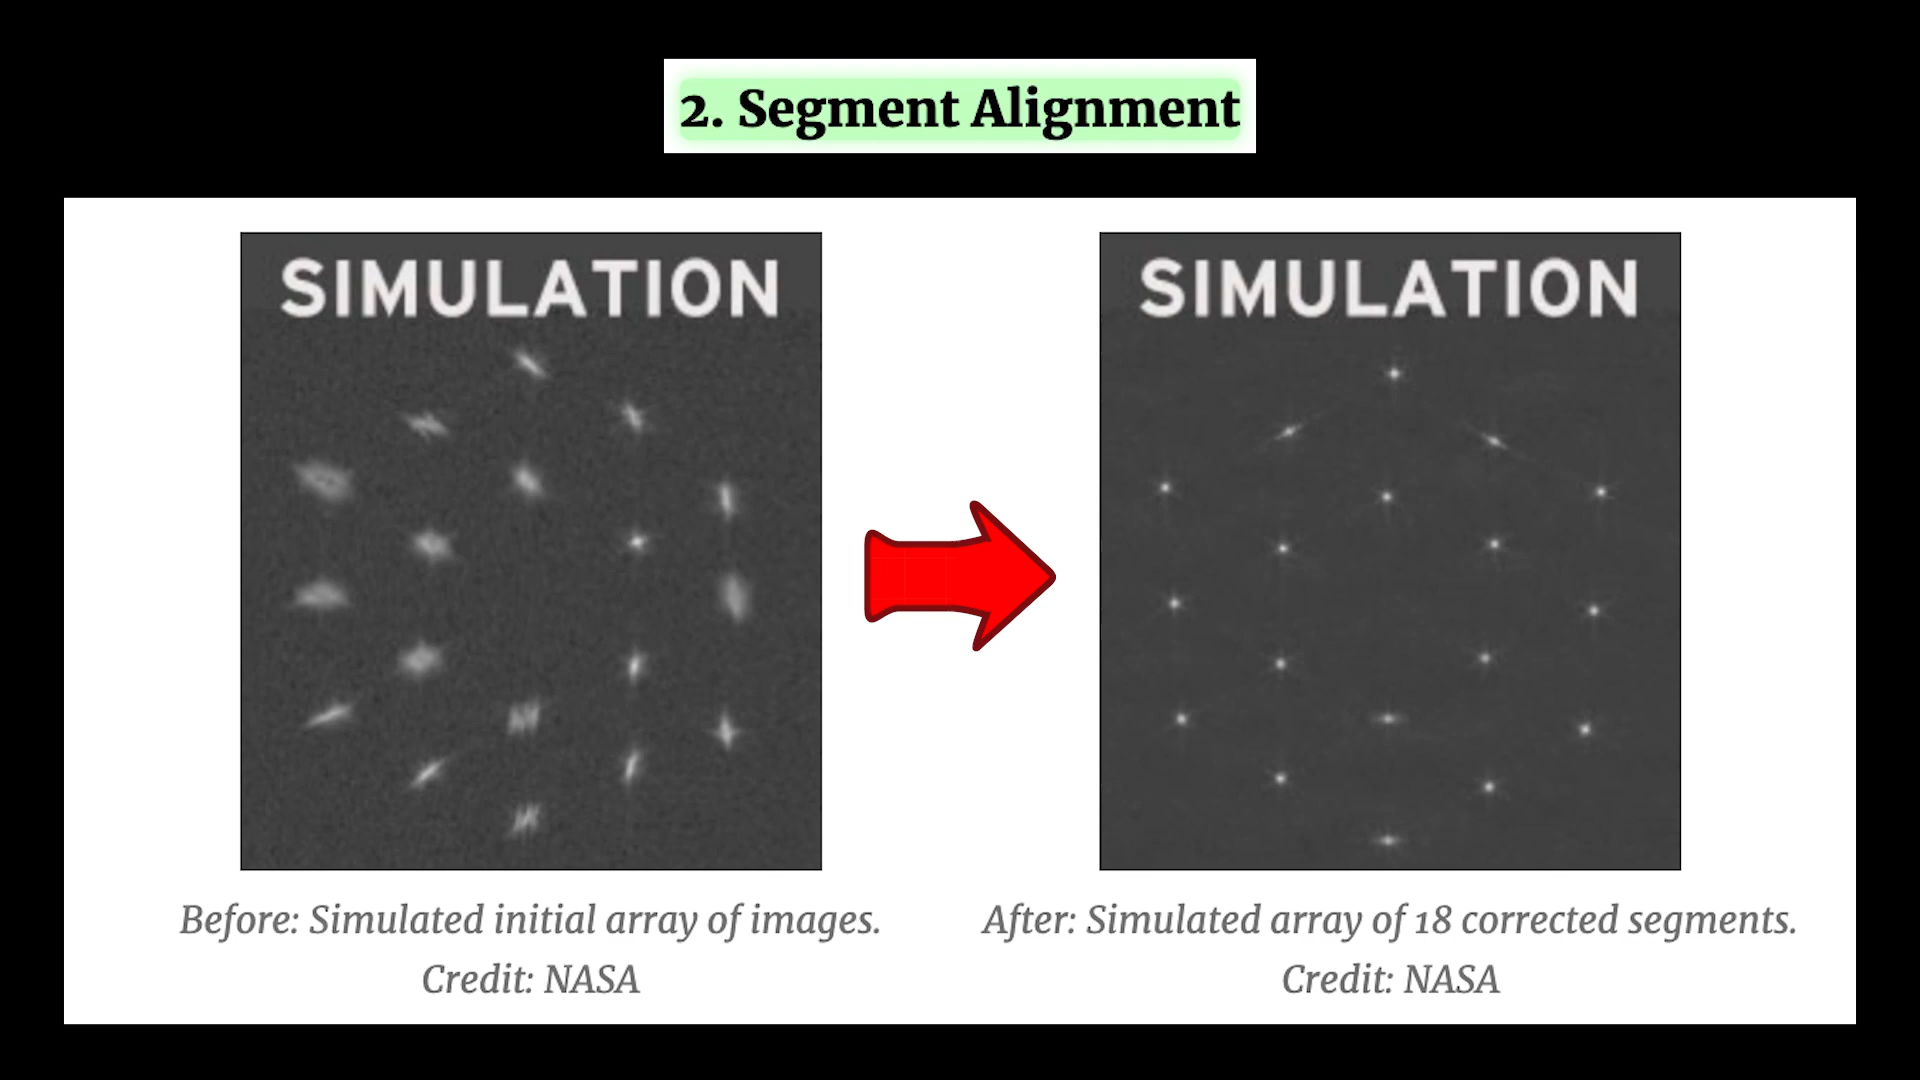 2. Segment Alignment
SIMULATION
SIMULATION
Before: Simulated initial array of images.
Credit: NASA
After: Simulated array of 18 corrected segments.
Credit: NASA